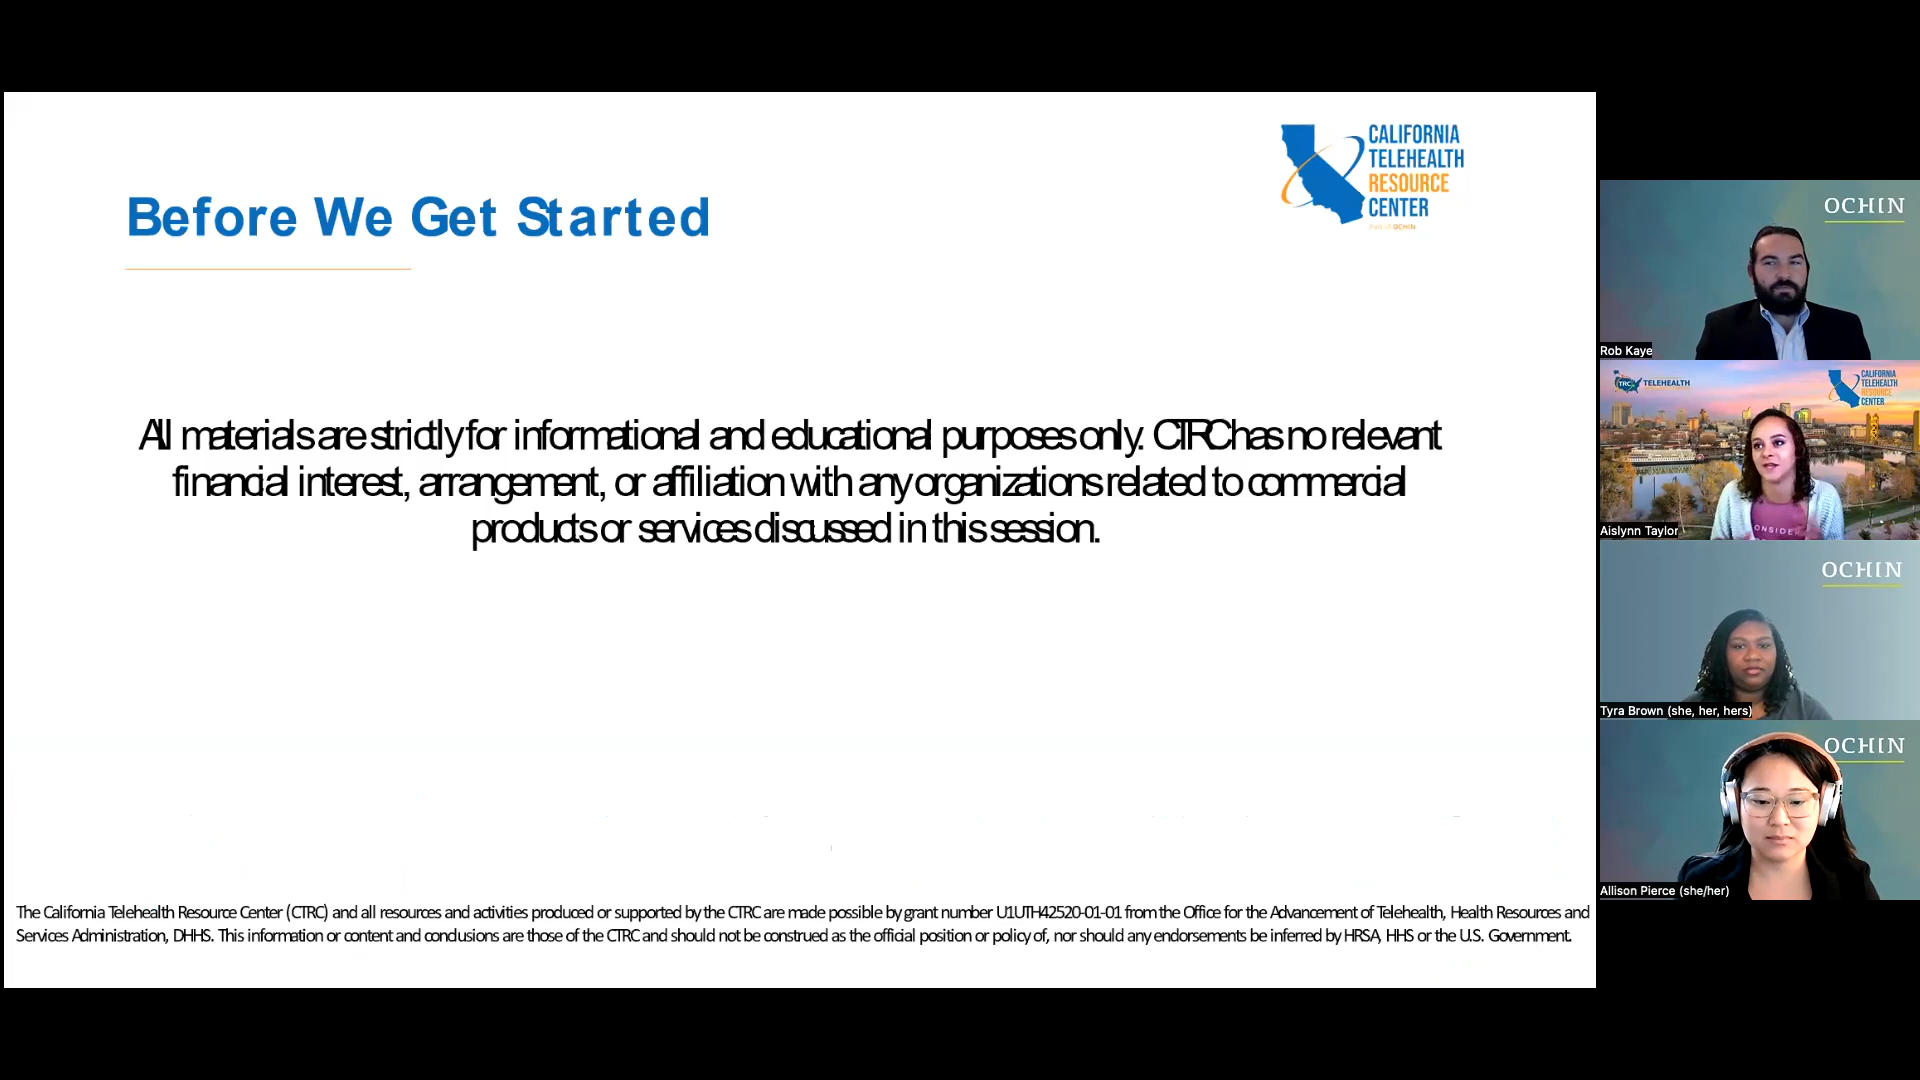 Before We Get Started
CALIFORNIA
TELEHEALTH
RESOURCE
CENTER
Part of OCHIN
All materials are strictly for informational and educational purposes only. CTRC has no relevant
financial interest, arrangement, or affiliation with any organizations related to commercial
products or services discussed in this session.
The California Telehealth Resource Center (CTRC) and all resources and activities produced or supported by the CTRC are made possible by grant number U1UTH42520-01-01 from the Office for the Advancement of Telehealth, Health Resources and
Services Administration, DHHS. This information or content and conclusions are those of the CTRC and should not be construed as the official position or policy of, nor should any endorsements be inferred by HRSA, HHS or the U.S. Government.
OCHIN
Rob Kaye
TRC
TELEHEALTH
CALIFORNIA
TELEHEALTH
RESOURCE
CENTER
ONSIDER
Aislynn Taylor
OCHIN
Tyra Brown (she, her, hers)
OCHIN
Allison Pierce (she/her)